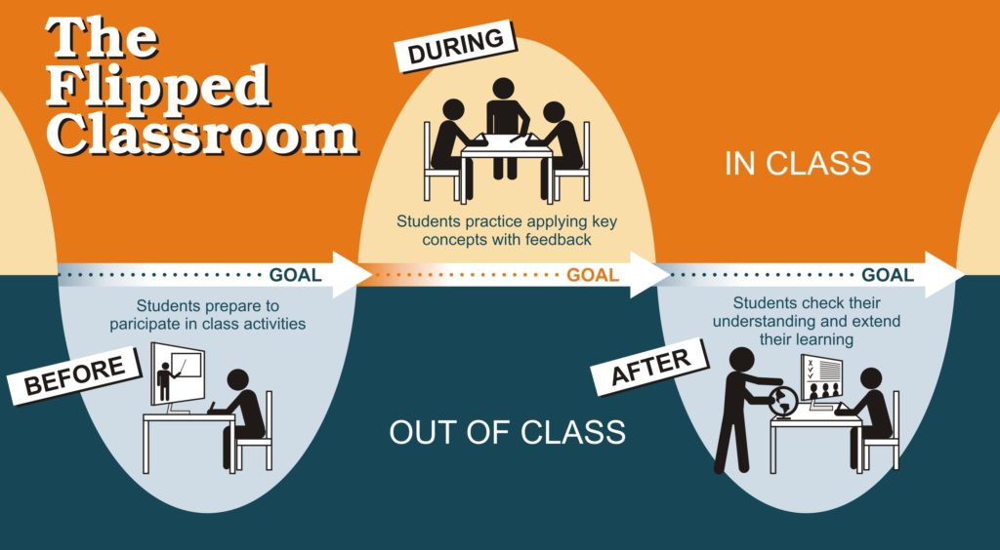 The
Flipped
Classroom
DURING
IN CLASS
Students practice applying key
concepts with feedback
GOAL
GOAL
GOAL
Students prepare to
paricipate in class activities
BEFORE
Students check their
understanding and extend
their learning
AFTER
OUT OF CLASS